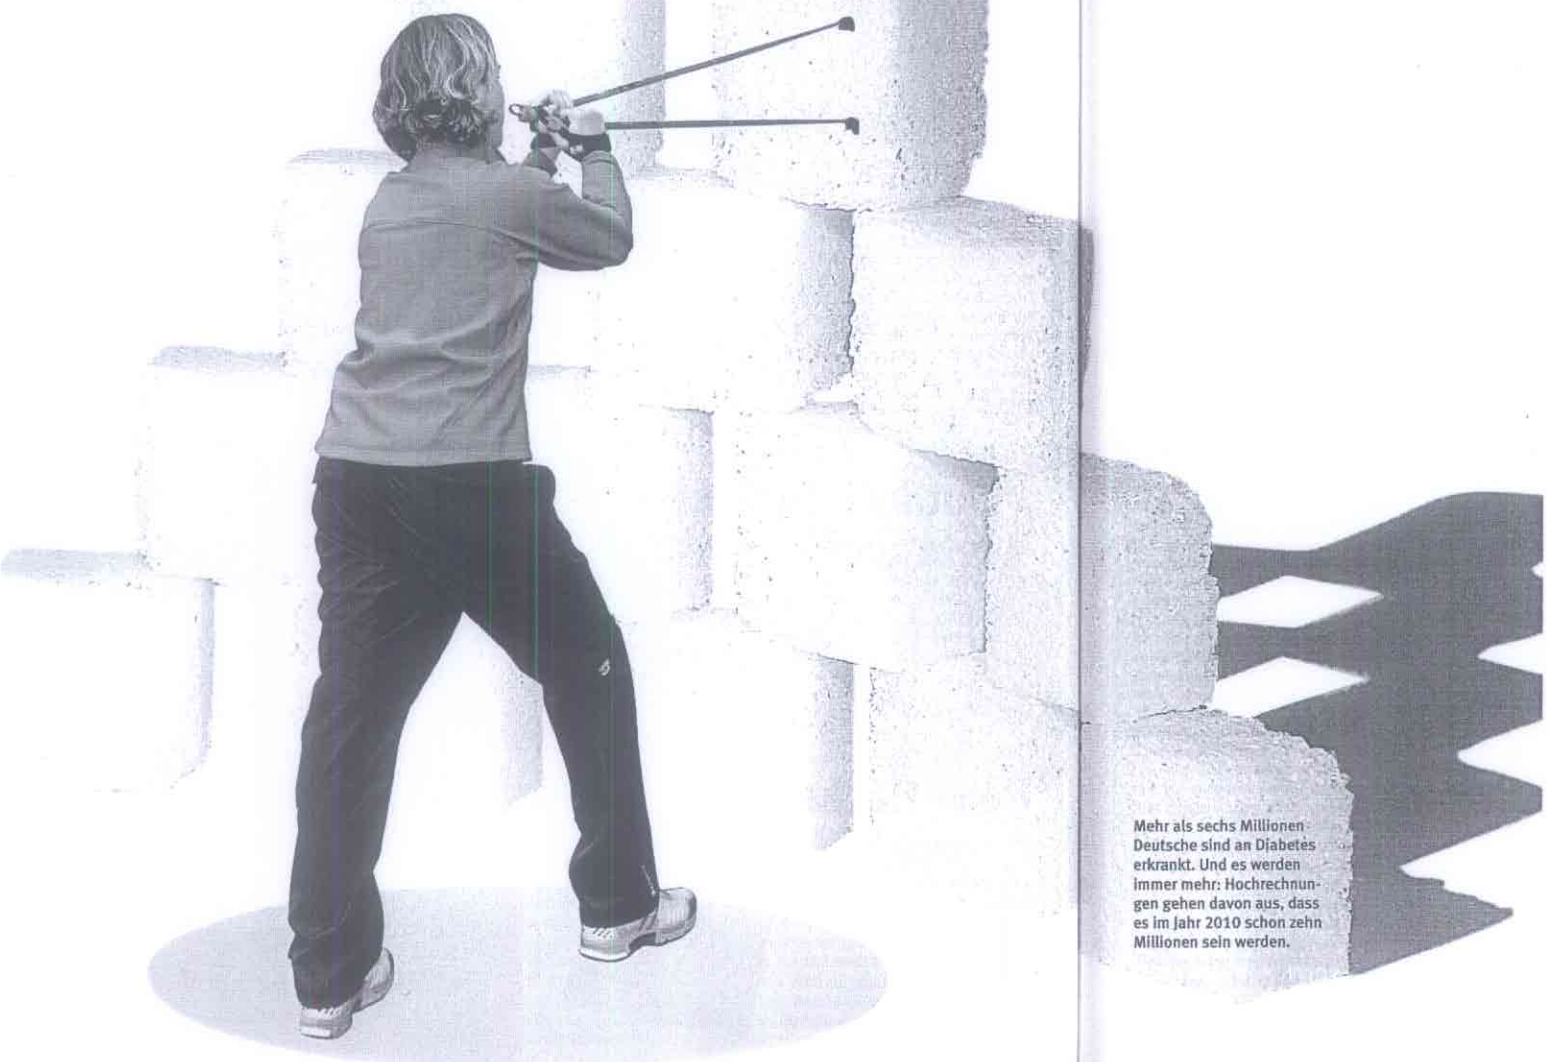 Mehr als sechs Millionen
Deutsche sind an Diabetes
erkrankt. Und es werden
immer mehr: Hochrechnun-
gen gehen davon aus, dass
es im Jahr 2010 schon zehn
Millionen sein werden.